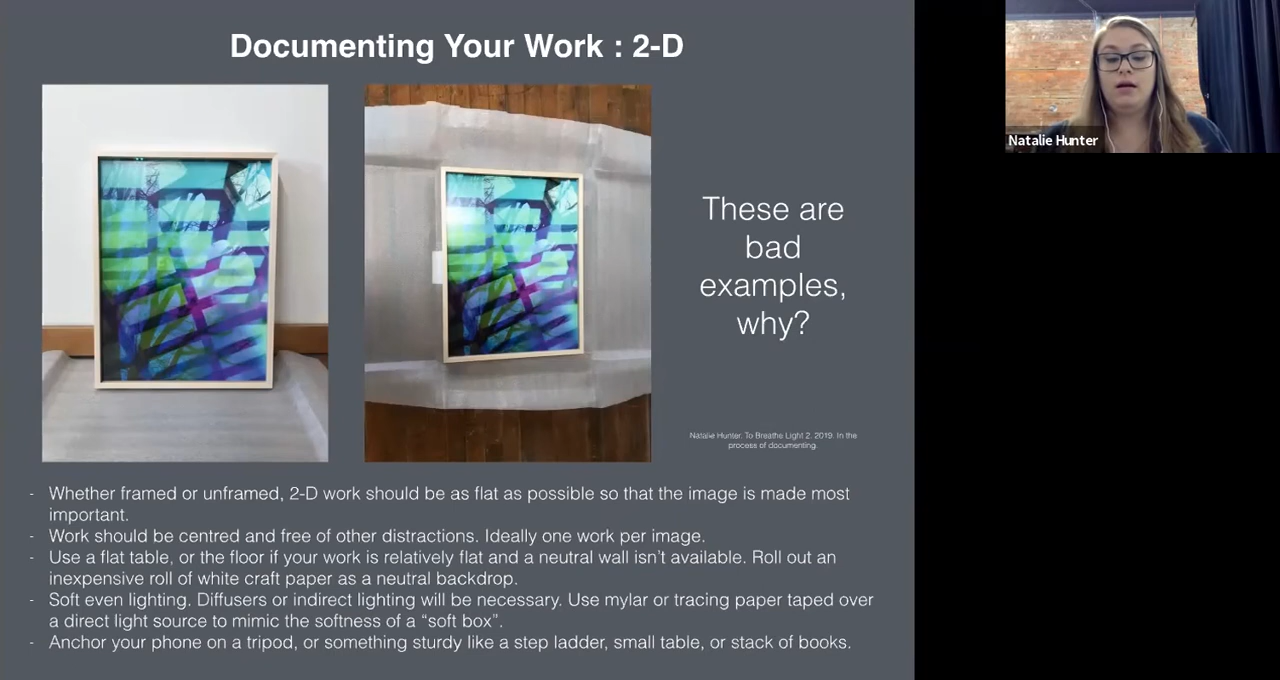 Documenting Your Work : 2-D
These are
bad
examples,
why?
Natalie Hunter. To Breathe Light 2. 2019. In the
process of documenting.
- Whether framed or unframed, 2-D work should be as flat as possible so that the image is made most
important.
- Work should be centred and free of other distractions. Ideally one work per image.
- Use a flat table, or the floor if your work is relatively flat and a neutral wall isn't available. Roll out an
inexpensive roll of white craft paper as a neutral backdrop.
- Soft even lighting. Diffusers or indirect lighting will be necessary. Use mylar or tracing paper taped over
a direct light source to mimic the softness of a “soft box”.
- Anchor your phone on a tripod, or something sturdy like a step ladder, small table, or stack of books.
Natalie Hunter